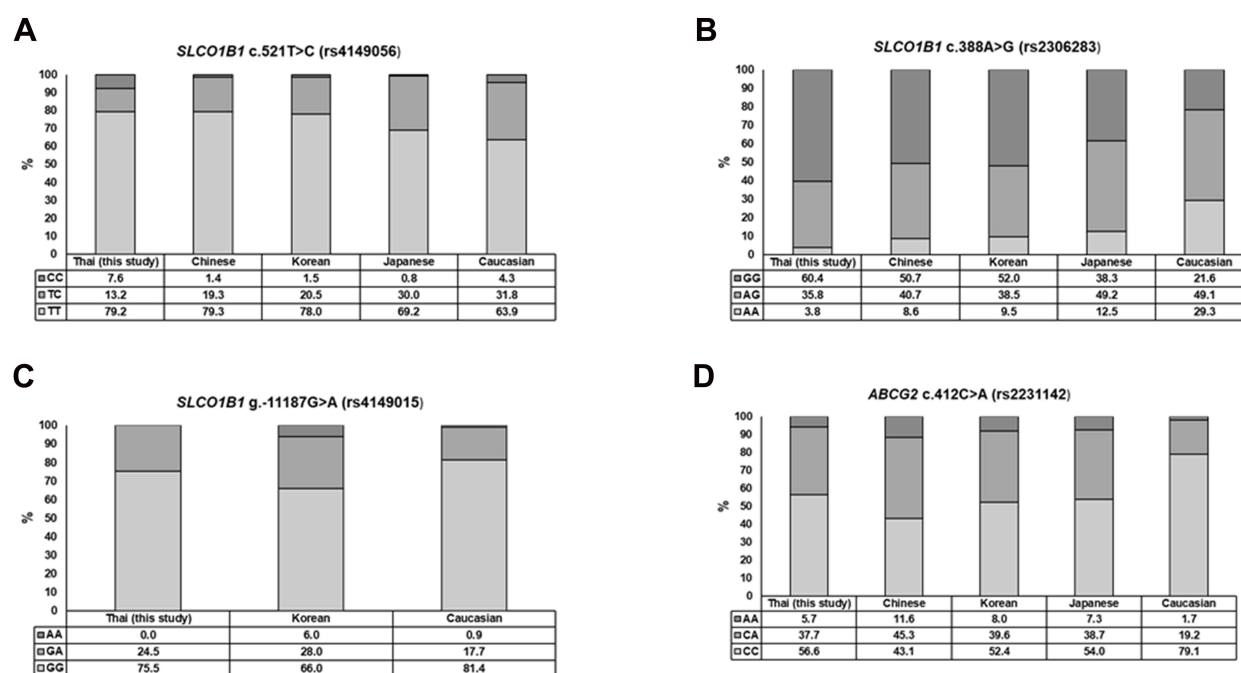 A
SLCO1B1 c.521T>C (rs4149056)
100
90
80
70
60
50
40
30
20
10
0
%
Thai (this study) Chinese Korean Japanese Caucasian
CC 7.6 1.4 1.5 0.8 4.3
TC 13.2 19.3 20.5 30.0 31.8
TT 79.2 79.3 78.0 69.2 63.9
B
SLCO1B1 c.388A>G (rs2306283)
100
90
80
70
60
50
40
30
20
10
0
%
Thai (this study) Chinese Korean Japanese Caucasian
GG 60.4 50.7 52.0 38.3 21.6
AG 35.8 40.7 38.5 49.2 49.1
AA 3.8 8.6 9.5 12.5 29.3
C
SLCO1B1 g.-11187G>A (rs4149015)
100
90
80
70
60
50
40
30
20
10
0
%
Thai (this study) Korean Caucasian
AA 0.0 6.0 0.9
GA 24.5 28.0 17.7
GG 75.5 66.0 81.4
D
ABCG2 c.412C>A (rs2231142)
100
90
80
70
60
50
40
30
20
10
0
%
Thai (this study) Chinese Korean Japanese Caucasian
AA 5.7 11.6 8.0 7.3 1.7
CA 37.7 45.3 39.6 38.7 19.2
CC 56.6 43.1 52.4 54.0 79.1